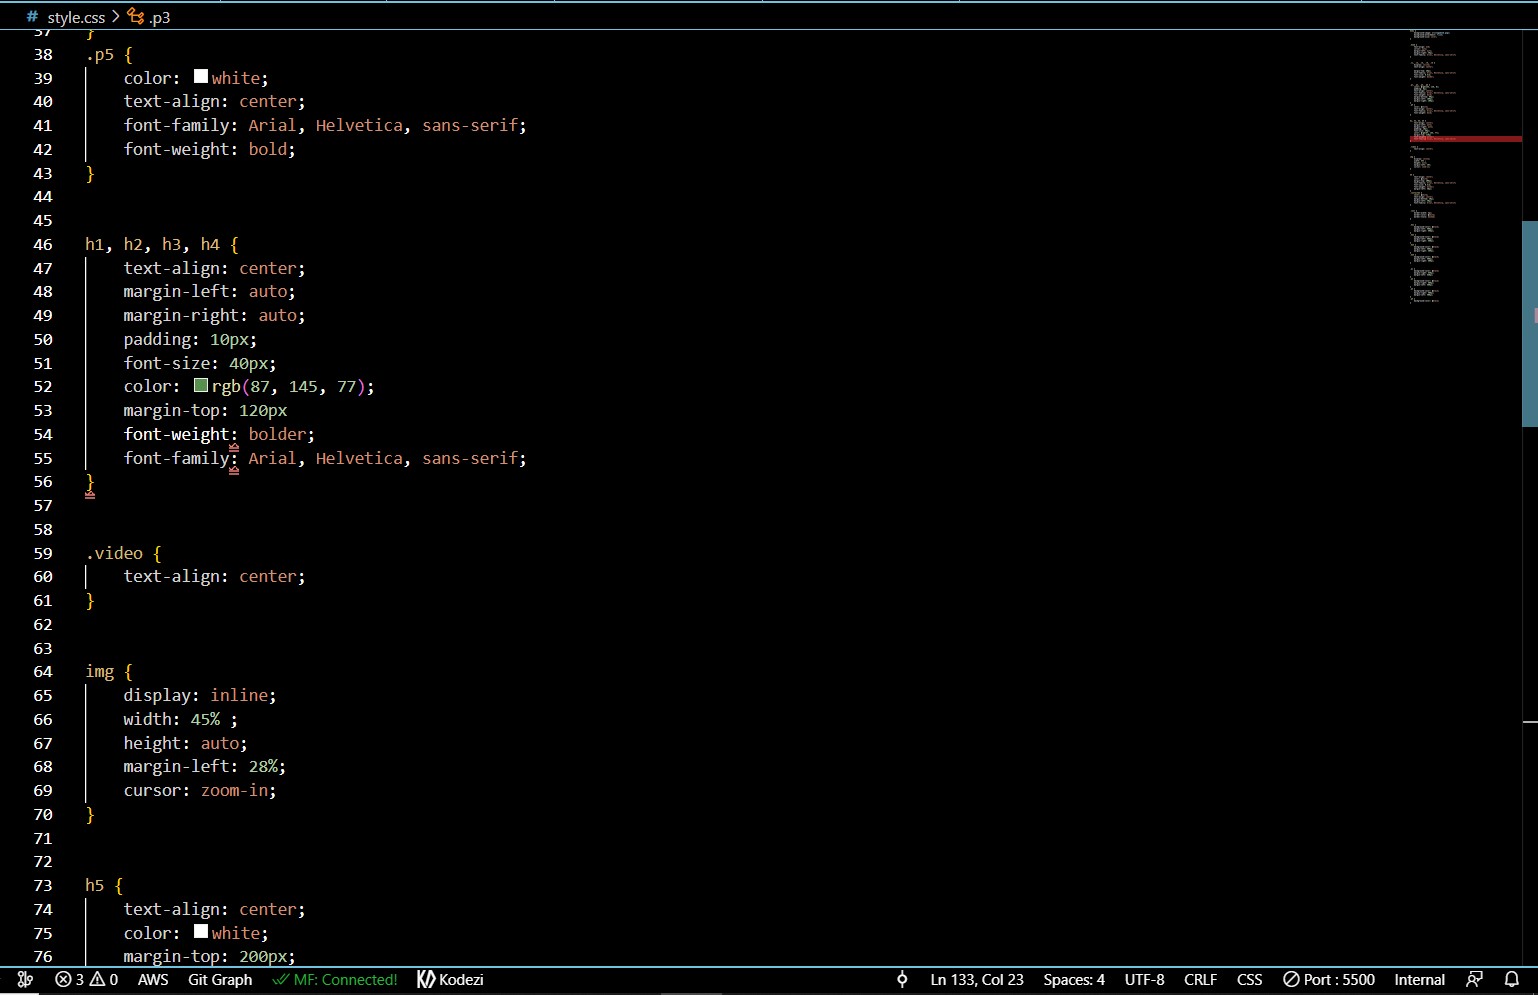 # style.css > .p3
37 }
38 .p5 {
39 color: white;
40 text-align: center;
41 font-family: Arial, Helvetica, sans-serif;
42 font-weight: bold;
43 }
44
45
46 h1, h2, h3, h4 {
47 text-align: center;
48 margin-left: auto;
49 margin-right: auto;
50 padding: 10px;
51 font-size: 40px;
52 color: rgb(87, 145, 77);
53 margin-top: 120px
54 font-weight: bolder;
55 font-family: Arial, Helvetica, sans-serif;
56 }
57
58
59 .video {
60 text-align: center;
61 }
62
63
64 img {
65 display: inline;
66 width: 45% ;
67 height: auto;
68 margin-left: 28%;
69 cursor: zoom-in;
70 }
71
72
73 h5 {
74 text-align: center;
75 color: white;
76 margin-top: 200px;
3 0 AWS Git Graph MF: Connected! Kodezi Ln 133, Col 23 Spaces: 4 UTF-8 CRLF CSS Port : 5500 Internal